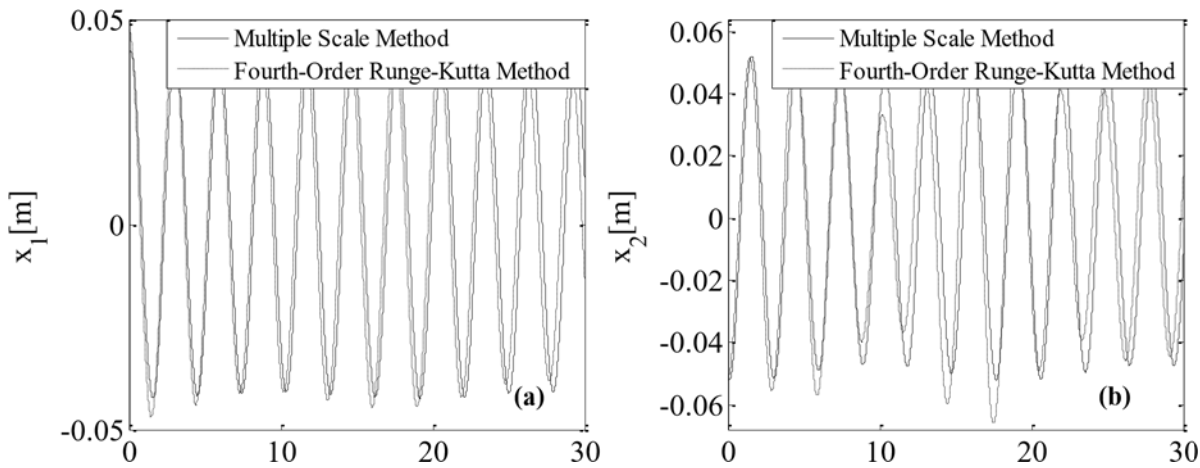 0.05
Multiple Scale Method
Fourth-Order Runge-Kutta Method
x1[m]
0
-0.05
(a)
0 10 20 30
0.06
Multiple Scale Method
Fourth-Order Runge-Kutta Method
0.04
0.02
x2[m]
0
-0.02
-0.04
-0.06
(b)
0 10 20 30